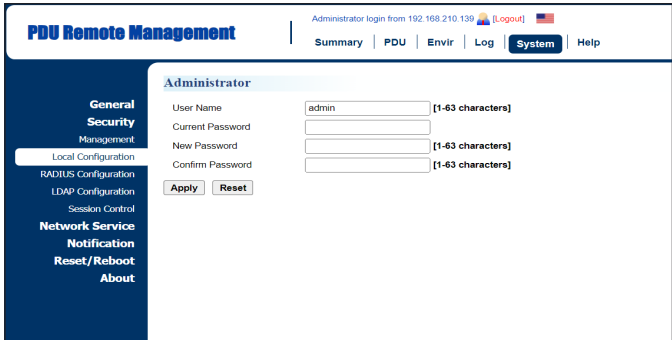 Administrator login from 192.168.210.139 [Logout]
PDU Remote Management
Summary | PDU | Envir | Log | System | Help
General
Security
Management
Local Configuration
RADIUS Configuration
LDAP Configuration
Session Control
Network Service
Notification
Reset/Reboot
About
Administrator
User Name admin [1-63 characters]
Current Password
New Password [1-63 characters]
Confirm Password [1-63 characters]
Apply Reset